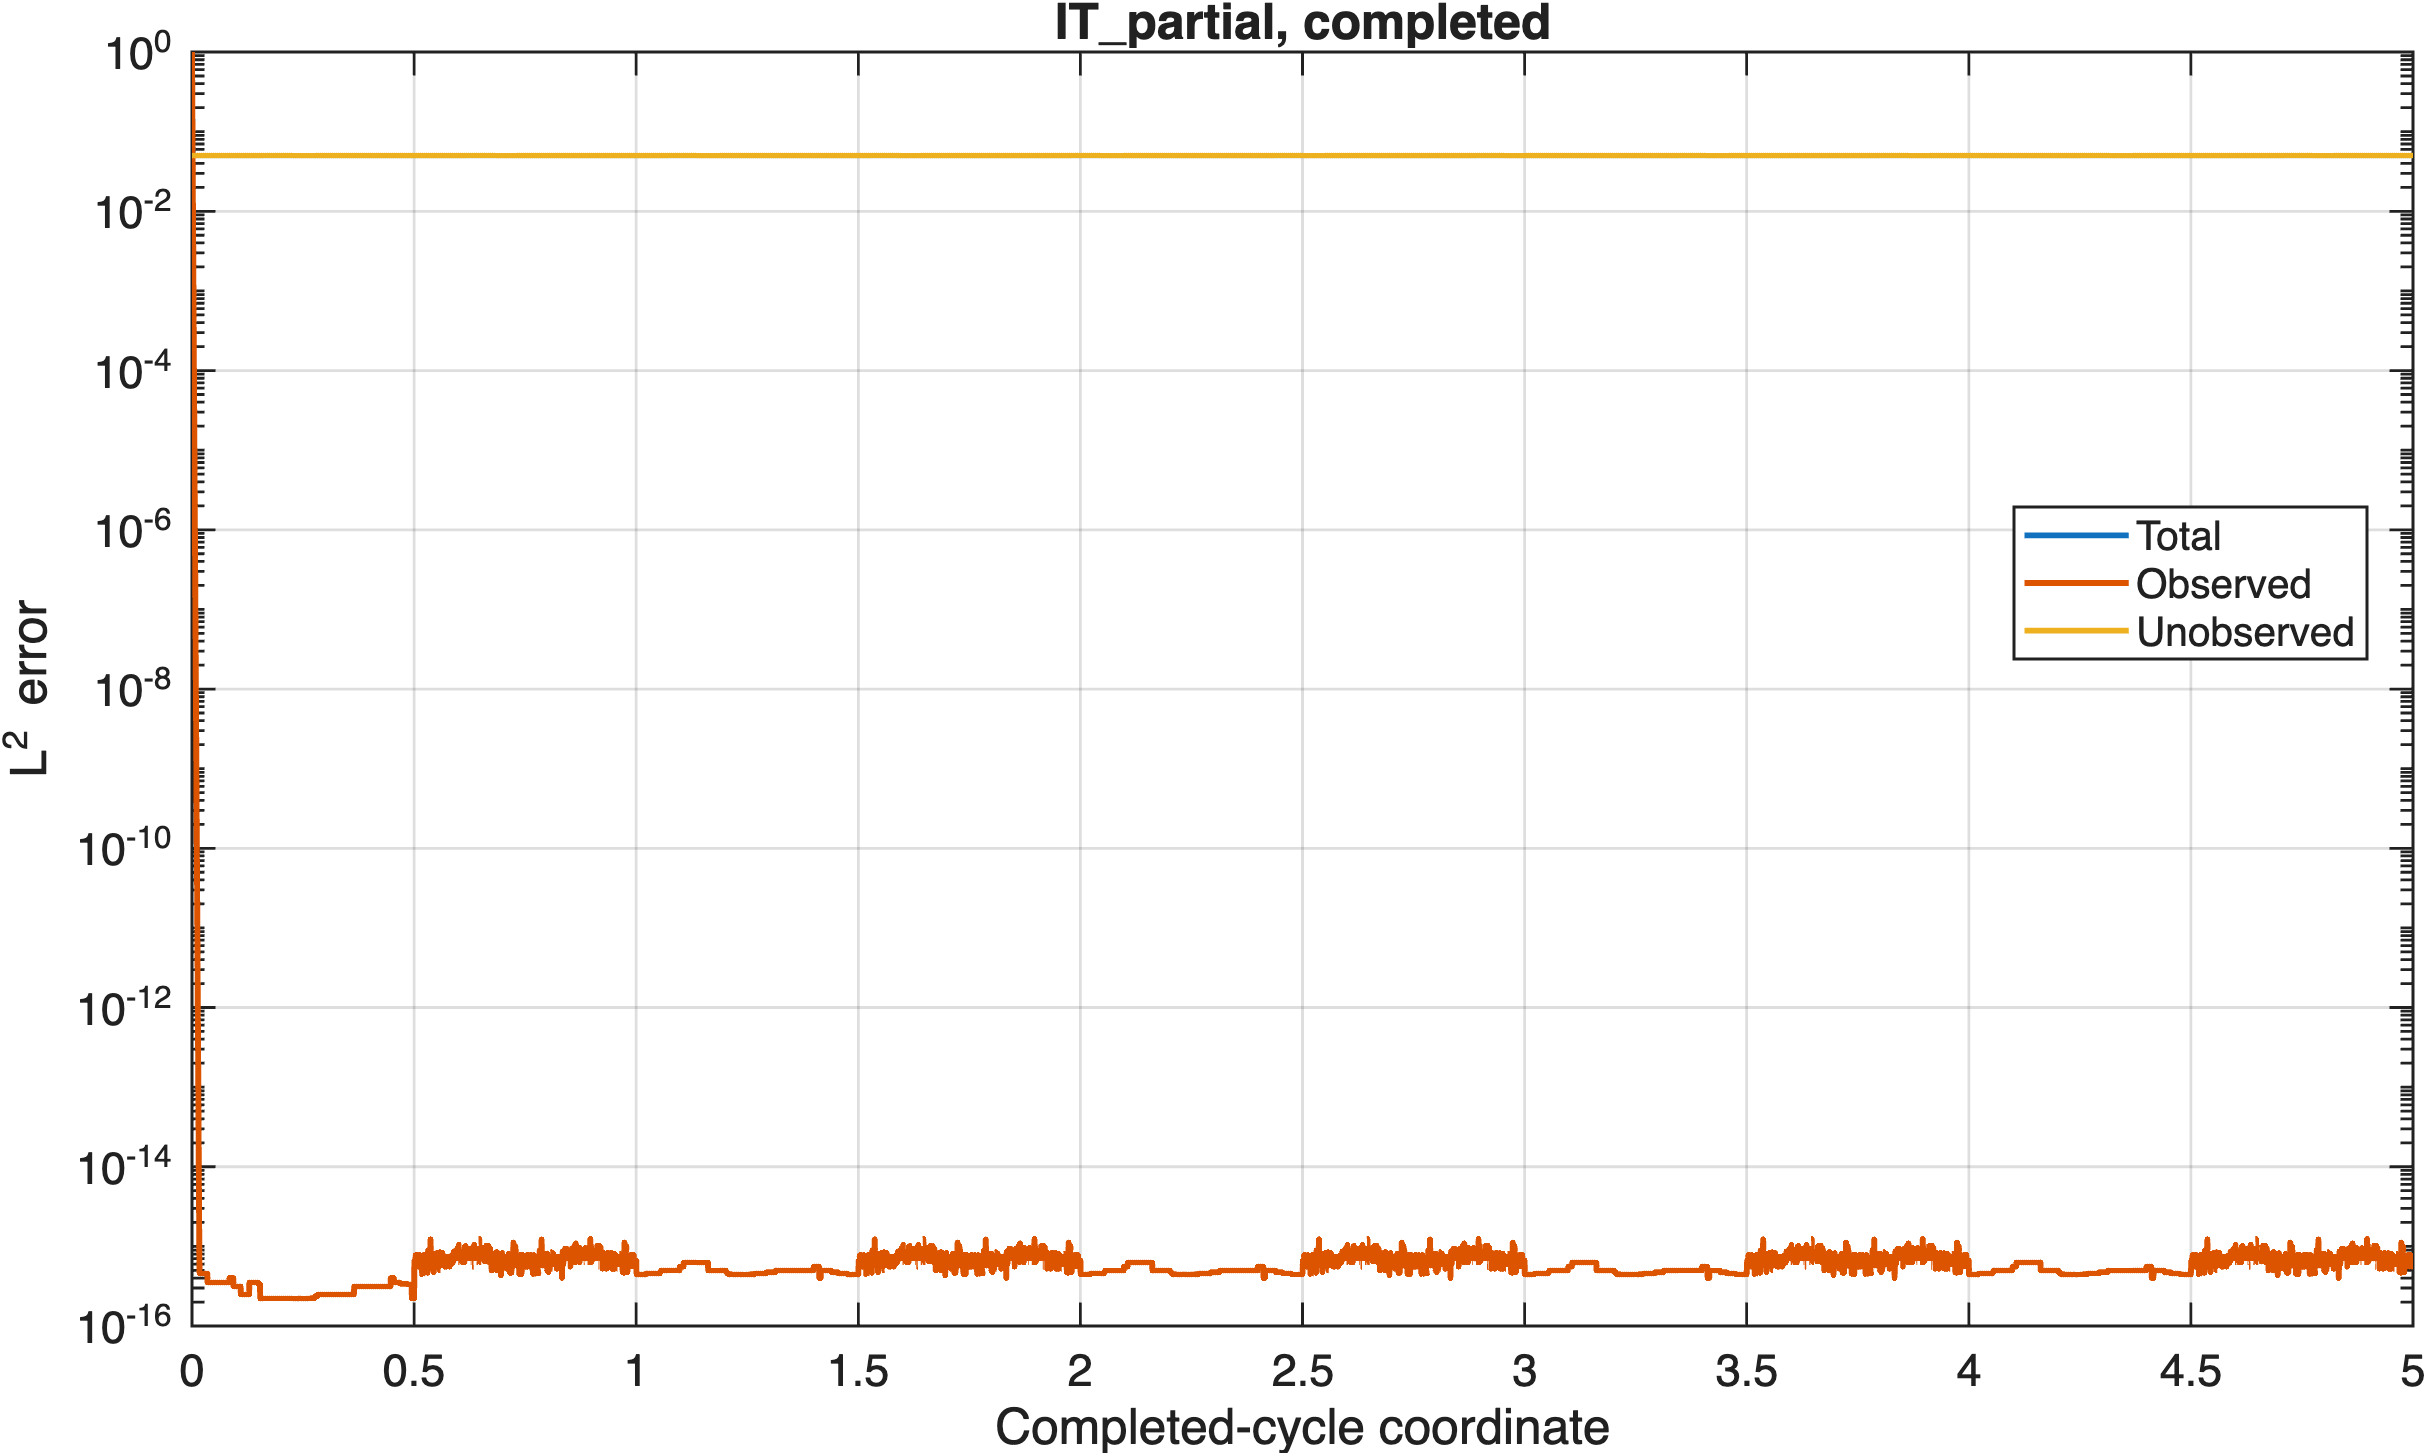 IT_partial, completed
10^0
10^-2
10^-4
10^-6
10^-8
10^-10
10^-12
10^-14
10^-16
L^2 error
Total
Observed
Unobserved
0 0.5 1 1.5 2 2.5 3 3.5 4 4.5 5
Completed-cycle coordinate